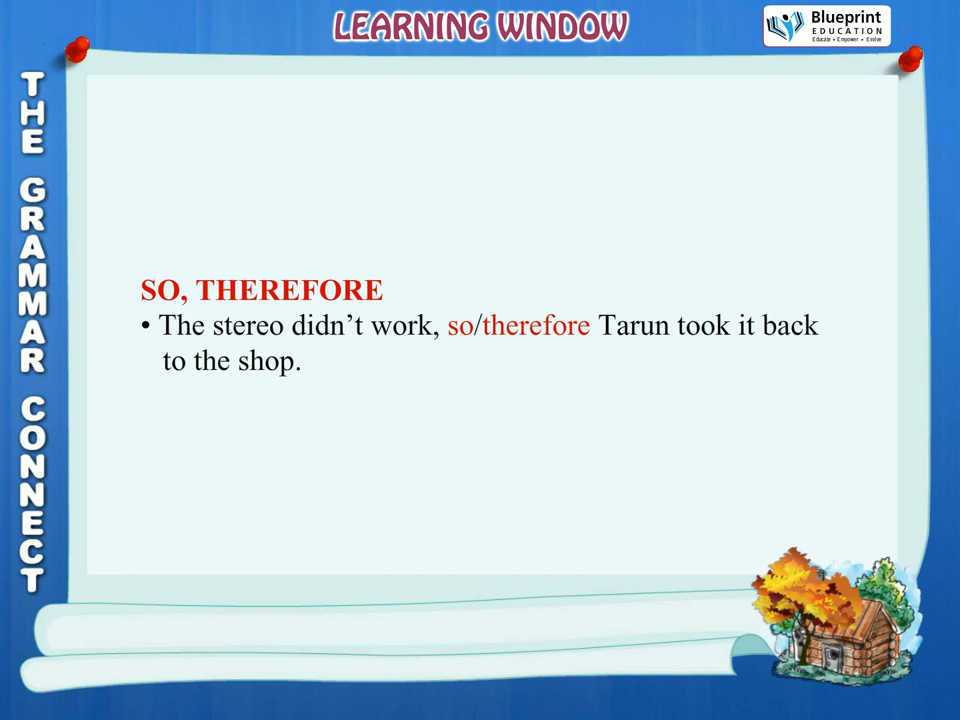 LEARNING WINDOW
Blueprint
EDUCATION
Educate • Empower • Evolve
THE GRAMMAR CONNECT
SO, THEREFORE
• The stereo didn’t work, so/therefore Tarun took it back
to the shop.